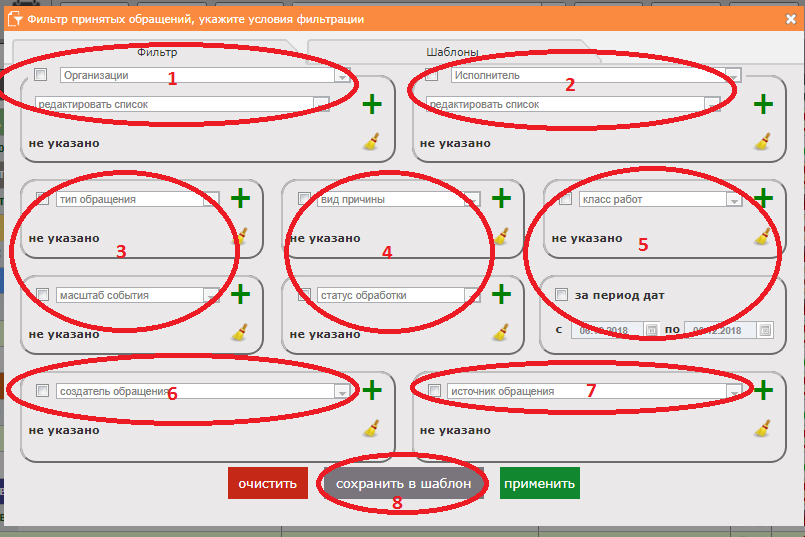 Фильтр принятых обращений, укажите условия фильтрации
Фильтр Шаблоны
Организации Исполнитель
1 2
редактировать список редактировать список
не указано не указано
тип обращения вид причины класс работ
не указано не указано не указано
3 4 5
масштаб события статус обработки за период дат
с 06.12.2018 по 06.12.2018
не указано не указано
создатель обращения источник обращения
6 7
не указано не указано
очистить сохранить в шаблон применить
8